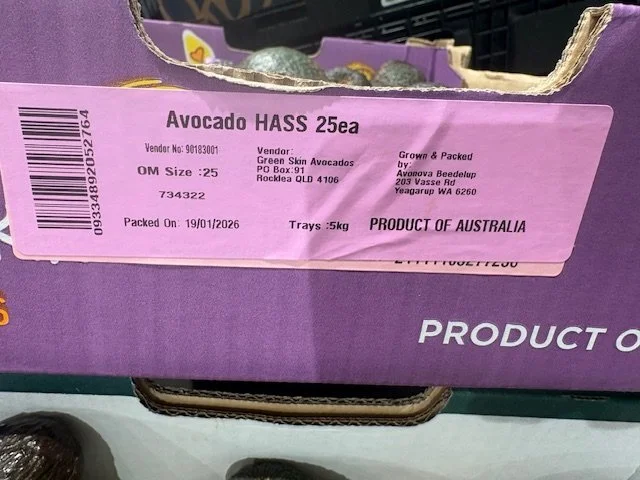 Avocado HASS 25ea
Vendor No: 90183001
OM Size :25
734322
Vendor:
Green Skin Avocados
PO Box:91
Rocklea QLD 4106
Grown & Packed
by:
Avonova Beedelup
203 Vasse Rd
Yeagarup WA 6260
Packed On: 19/01/2026
Trays :5kg
PRODUCT OF AUSTRALIA
09334892052764
PRODUCT O
S